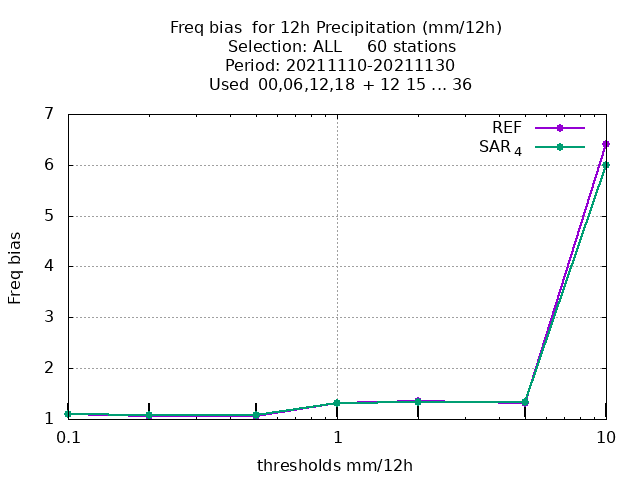 Freq bias for 12h Precipitation (mm/12h)
Selection: ALL 60 stations
Period: 20211110-20211130
Used 00,06,12,18 + 12 15 ... 36
REF
SAR 4
7
6
5
4
3
2
1
Freq bias
0.1 1 10
thresholds mm/12h